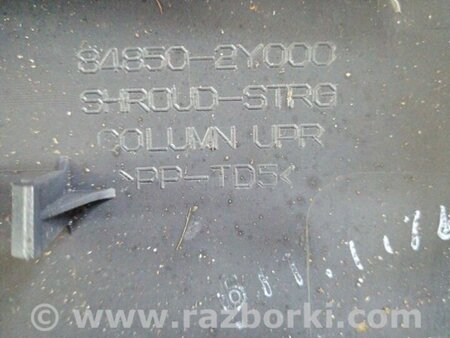 84850-2Y000
SHROUD-STRG
COLUMN UPR
>PP-TD5<
© www.razborki.com